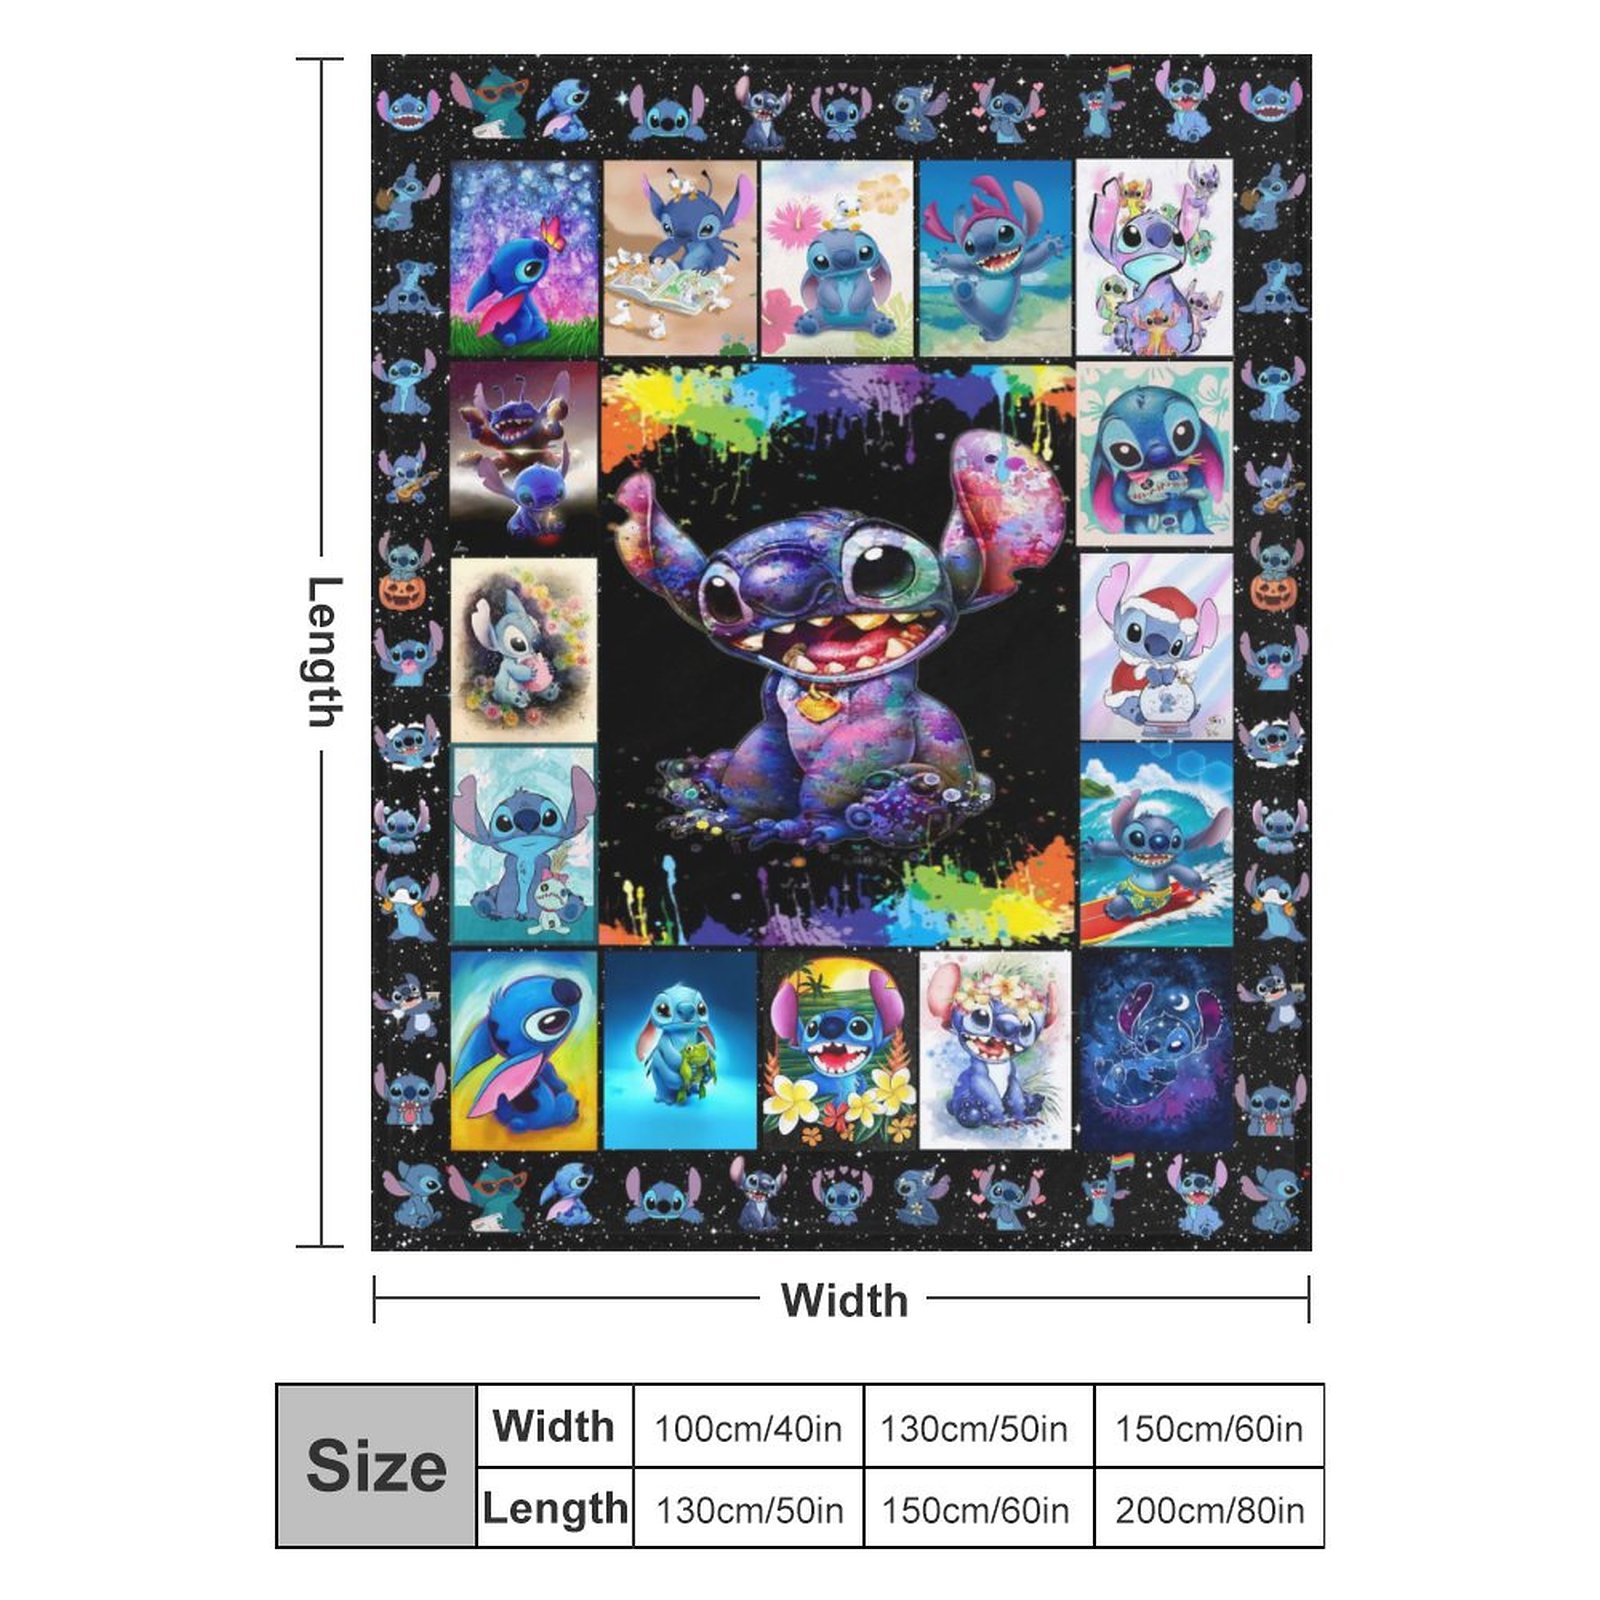 Length
Width
Size
Width 100cm/40in 130cm/50in 150cm/60in
Length 130cm/50in 150cm/60in 200cm/80in